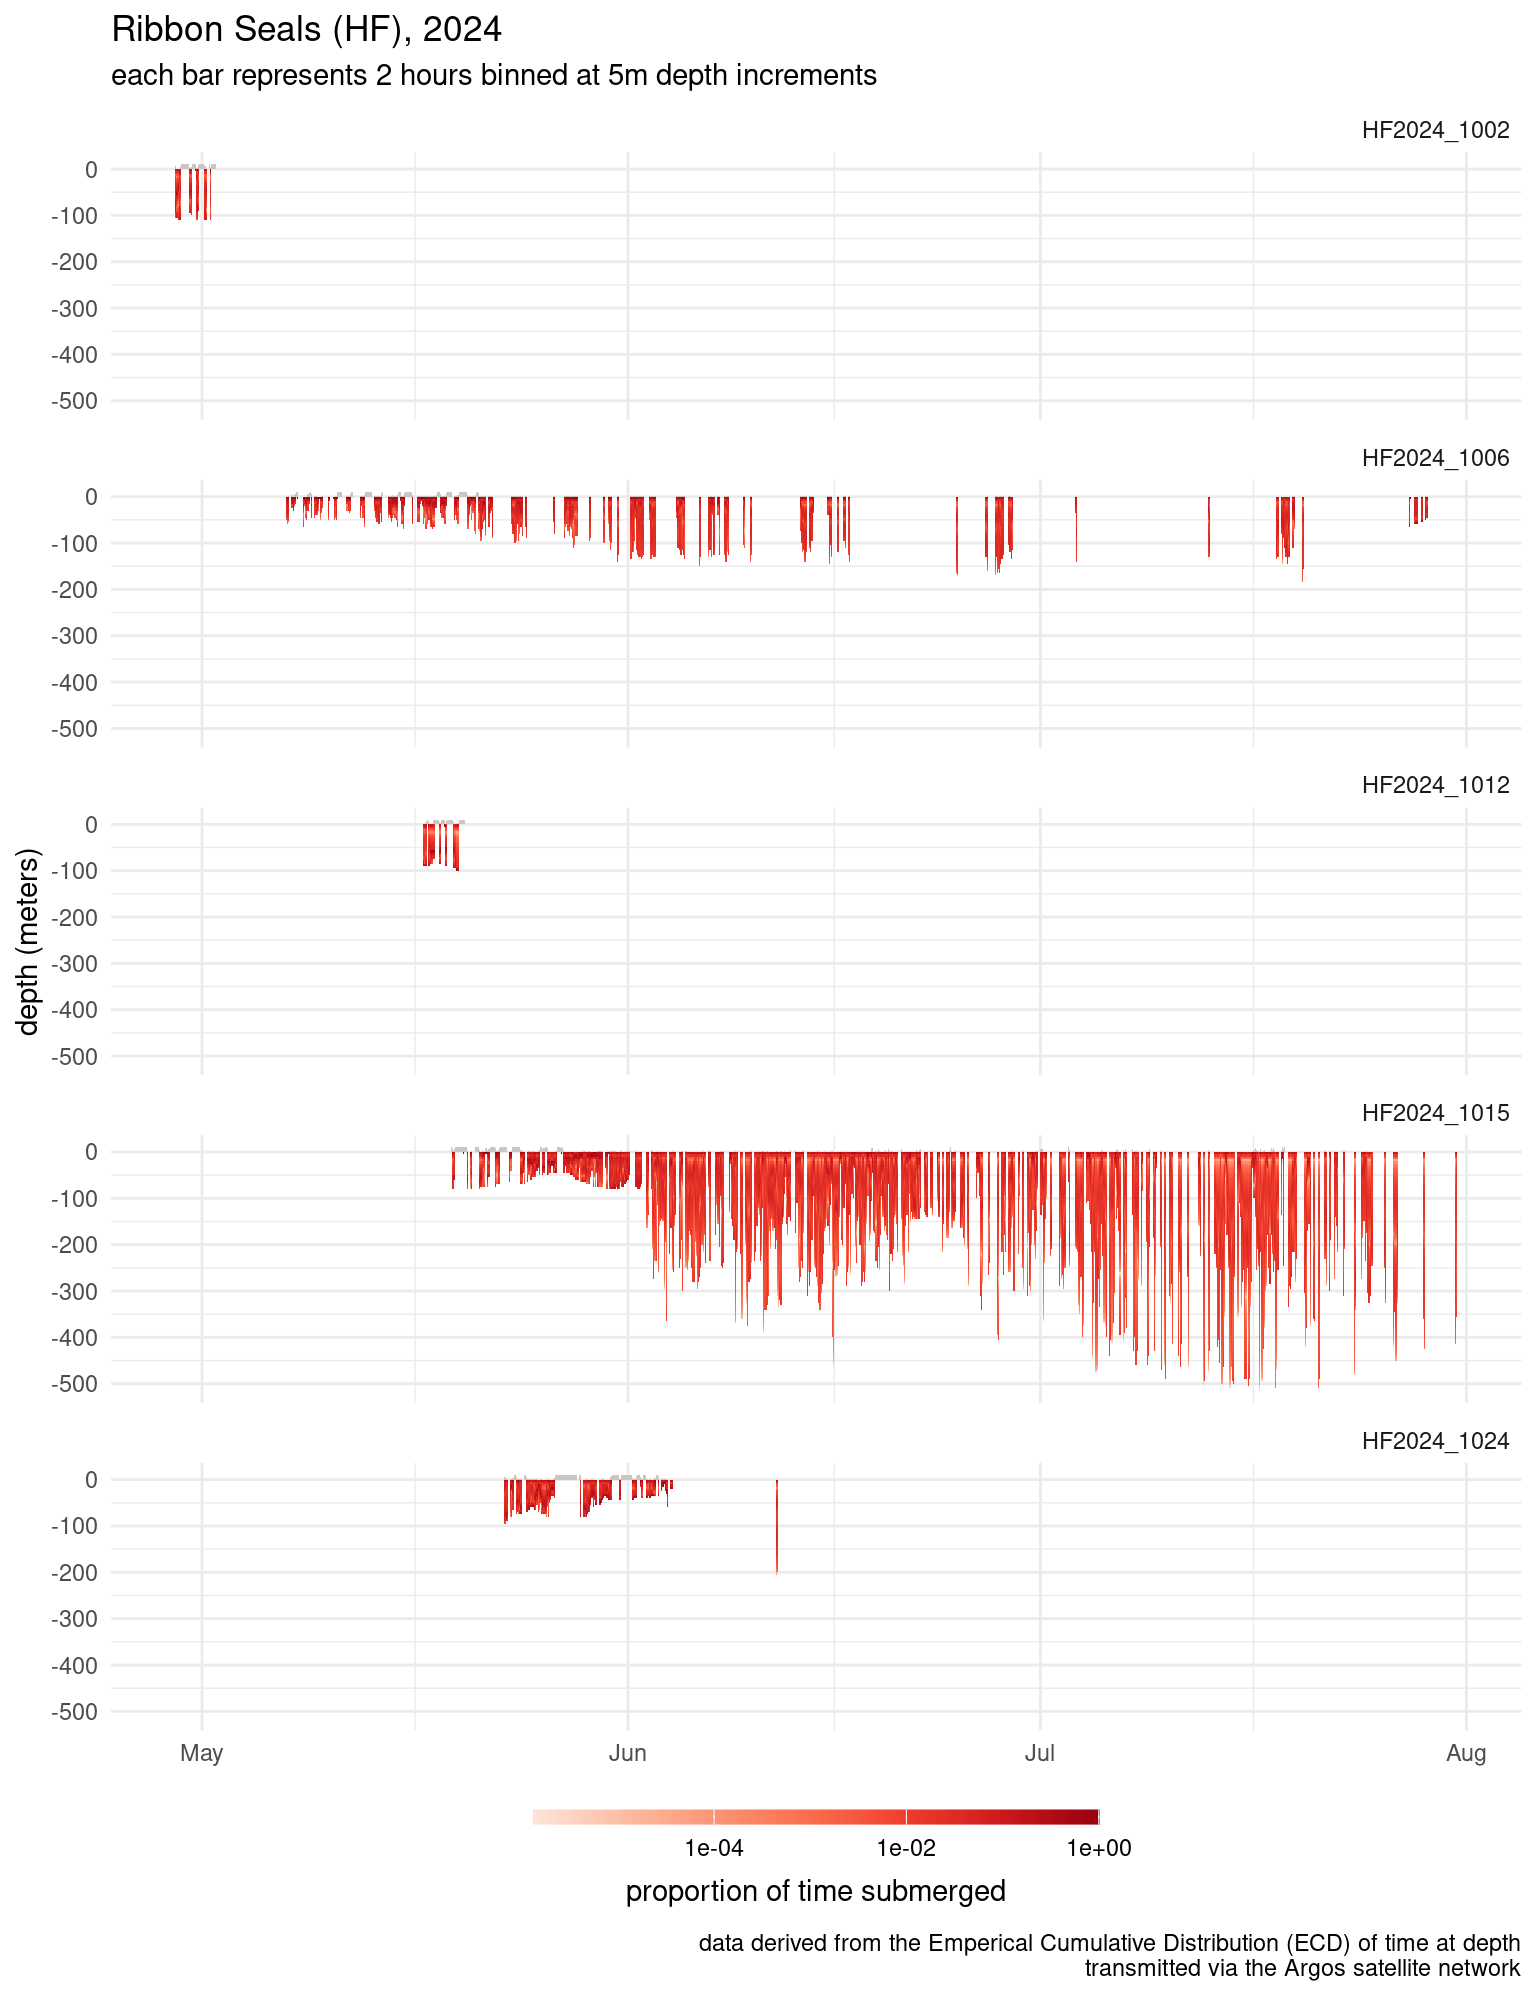 Ribbon Seals (HF), 2024
each bar represents 2 hours binned at 5m depth increments
HF2024_1002
0
-100
-200
-300
-400
-500
HF2024_1006
0
-100
-200
-300
-400
-500
HF2024_1012
0
-100
-200
-300
-400
-500
depth (meters)
HF2024_1015
0
-100
-200
-300
-400
-500
HF2024_1024
0
-100
-200
-300
-400
-500
May Jun Jul Aug
1e-04 1e-02 1e+00
proportion of time submerged
data derived from the Emperical Cumulative Distribution (ECD) of time at depth
transmitted via the Argos satellite network